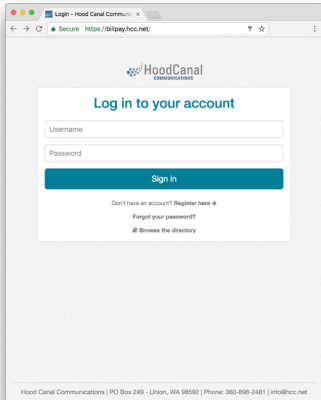 Login - Hood Canal Commun
Secure https://billpay.hcc.net/
HoodCanal
COMMUNICATIONS
Log in to your account
Username
Password
Sign in
Don't have an account? Register here →
Forgot your password?
Browse the directory
Hood Canal Communications | PO Box 249 - Union, WA 98592 | Phone: 360-898-2481 | info@hcc.net